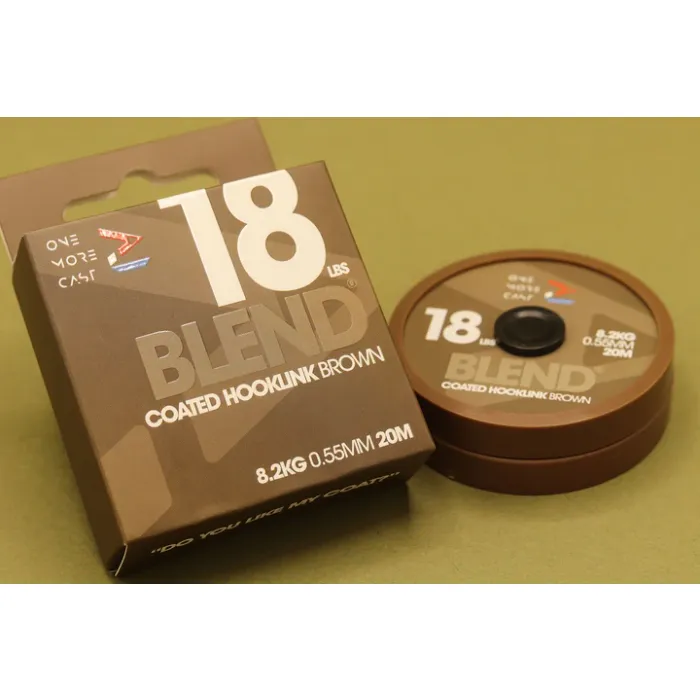 ONE
MORE
CAST
18
LBS
BLEND®
COATED HOOKLINK BROWN
8.2KG 0.55MM 20M
"DO YOU LIKE MY COAT?"
ONE
MORE
CAST
18 LBS
8.2KG
0.55MM
20M
BLEND®
COATED HOOKLINK BROWN